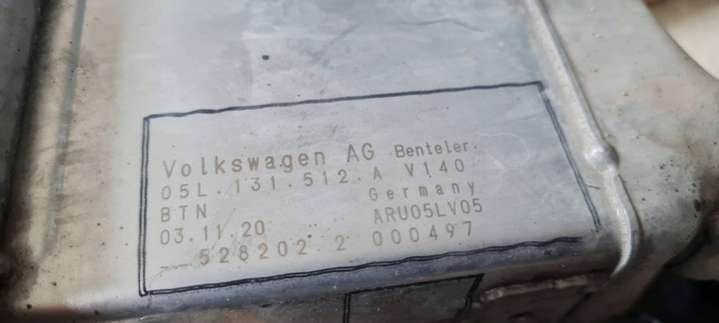 Volkswagen AG Benteler.
05L.131.512.A V140
BTN Germany
03.11.20 ARU05LV05
528202 2 000497